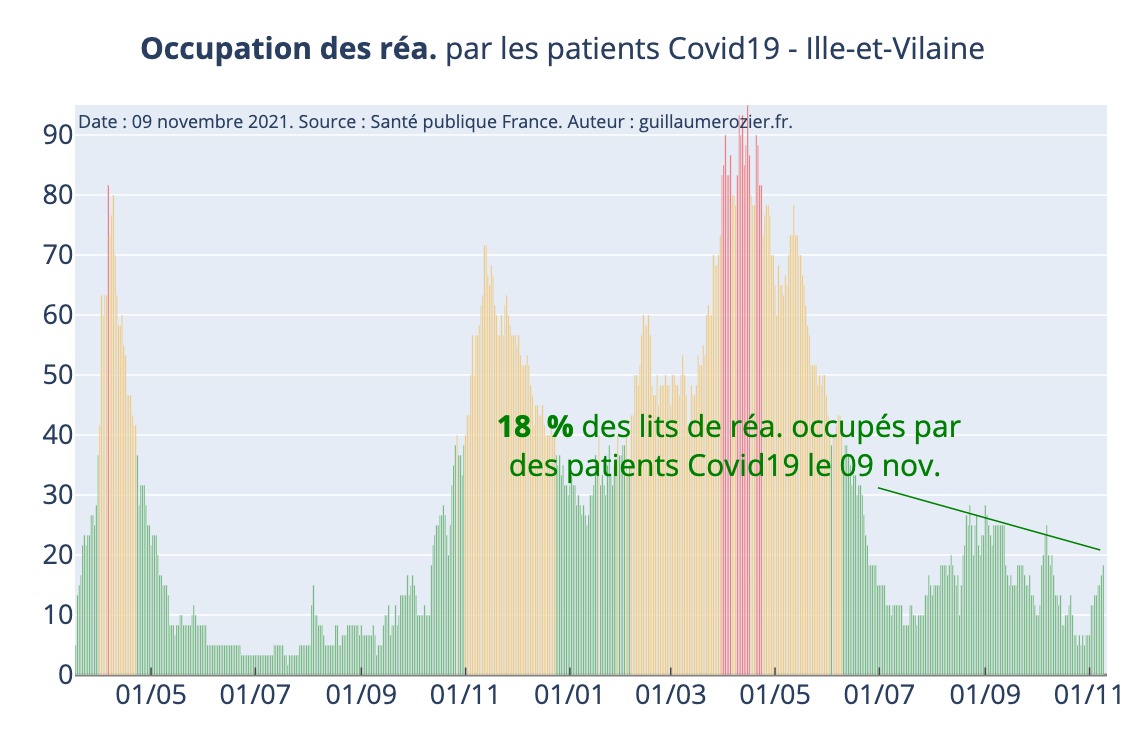 Occupation des réa. par les patients Covid19 - Ille-et-Vilaine
Date : 09 novembre 2021. Source : Santé publique France. Auteur : guillaumerozier.fr.
90
80
70
60
50
40
30
20
10
0
18 % des lits de réa. occupés par
des patients Covid19 le 09 nov.
01/05 01/07 01/09 01/11 01/01 01/03 01/05 01/07 01/09 01/11